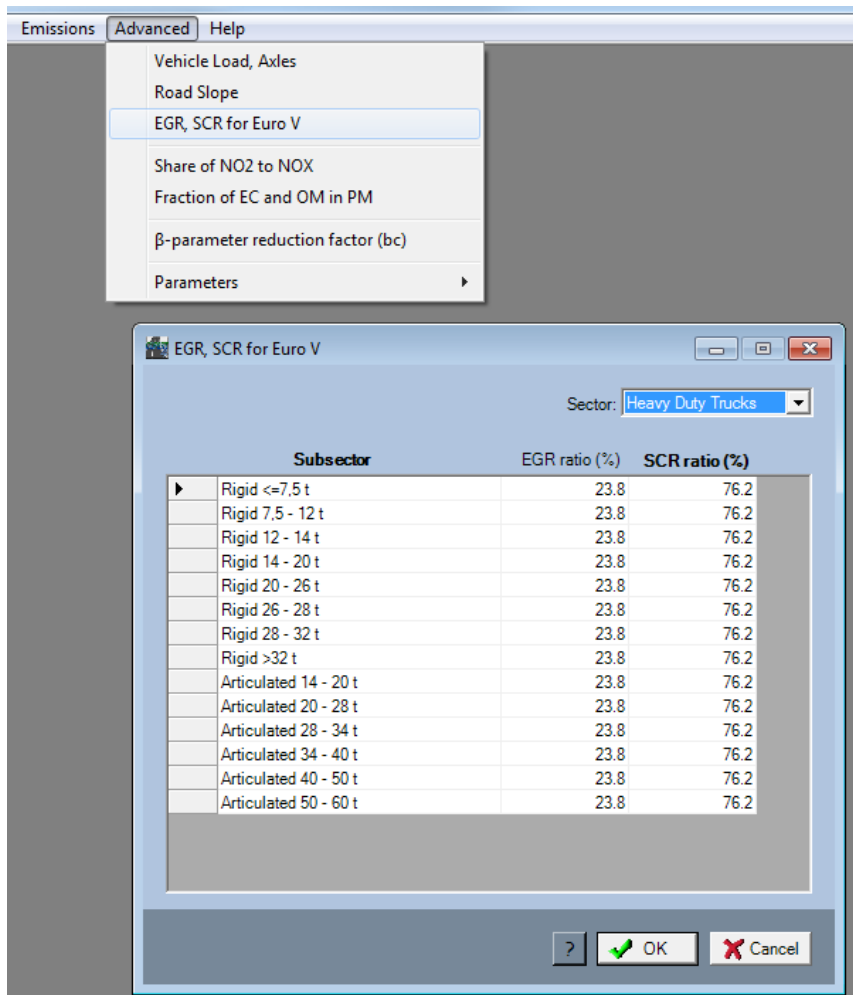 Emissions Advanced Help
Vehicle Load, Axles
Road Slope
EGR, SCR for Euro V
Share of NO2 to NOX
Fraction of EC and OM in PM
β-parameter reduction factor (bc)
Parameters
EGR, SCR for Euro V
Sector: Heavy Duty Trucks
Subsector EGR ratio (%) SCR ratio (%)
Rigid <=7,5 t 23.8 76.2
Rigid 7,5 - 12 t 23.8 76.2
Rigid 12 - 14 t 23.8 76.2
Rigid 14 - 20 t 23.8 76.2
Rigid 20 - 26 t 23.8 76.2
Rigid 26 - 28 t 23.8 76.2
Rigid 28 - 32 t 23.8 76.2
Rigid >32 t 23.8 76.2
Articulated 14 - 20 t 23.8 76.2
Articulated 20 - 28 t 23.8 76.2
Articulated 28 - 34 t 23.8 76.2
Articulated 34 - 40 t 23.8 76.2
Articulated 40 - 50 t 23.8 76.2
Articulated 50 - 60 t 23.8 76.2
? OK Cancel